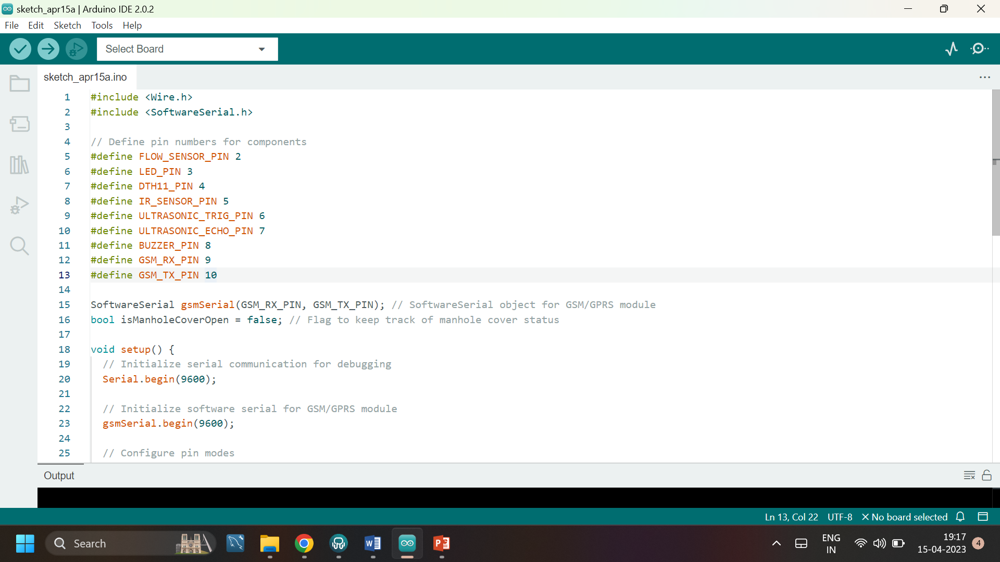 sketch_apr15a | Arduino IDE 2.0.2
File Edit Sketch Tools Help
Select Board
sketch_apr15a.ino
1 #include <Wire.h>
2 #include <SoftwareSerial.h>
3
4 // Define pin numbers for components
5 #define FLOW_SENSOR_PIN 2
6 #define LED_PIN 3
7 #define DTH11_PIN 4
8 #define IR_SENSOR_PIN 5
9 #define ULTRASONIC_TRIG_PIN 6
10 #define ULTRASONIC_ECHO_PIN 7
11 #define BUZZER_PIN 8
12 #define GSM_RX_PIN 9
13 #define GSM_TX_PIN 10
14
15 SoftwareSerial gsmSerial(GSM_RX_PIN, GSM_TX_PIN); // SoftwareSerial object for GSM/GPRS module
16 bool isManholeCoverOpen = false; // Flag to keep track of manhole cover status
17
18 void setup() {
19 // Initialize serial communication for debugging
20 Serial.begin(9600);
21
22 // Initialize software serial for GSM/GPRS module
23 gsmSerial.begin(9600);
24
25 // Configure pin modes
Output
Ln 13, Col 22 UTF-8 No board selected
Search
W
P
ENG
IN
19:17
15-04-2023
4